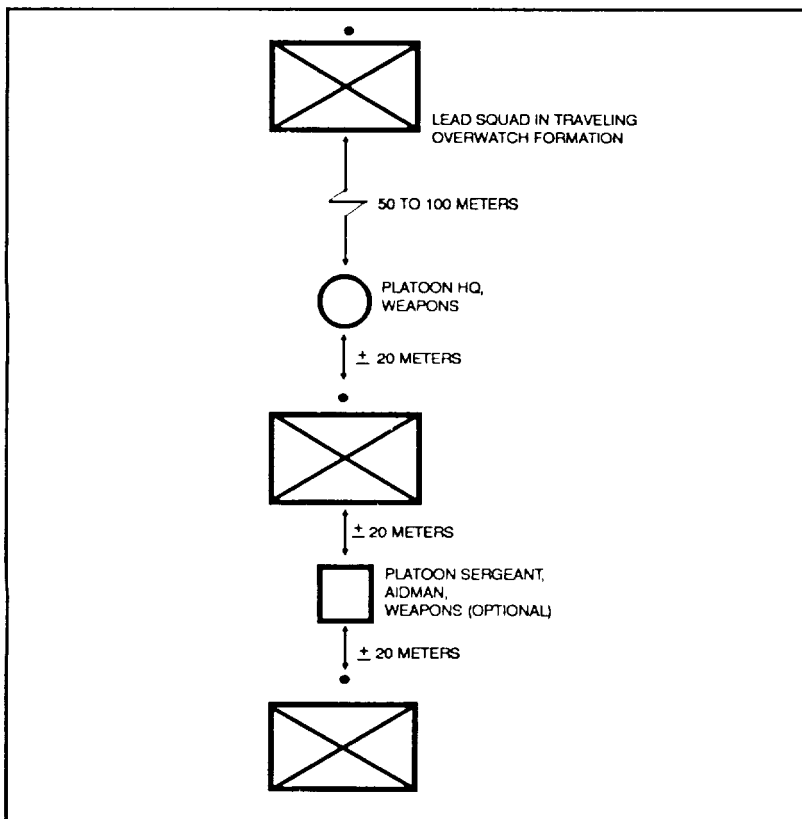 LEAD SQUAD IN TRAVELING
OVERWATCH FORMATION
50 TO 100 METERS
PLATOON HQ,
WEAPONS
± 20 METERS
± 20 METERS
PLATOON SERGEANT,
AIDMAN,
WEAPONS (OPTIONAL)
± 20 METERS